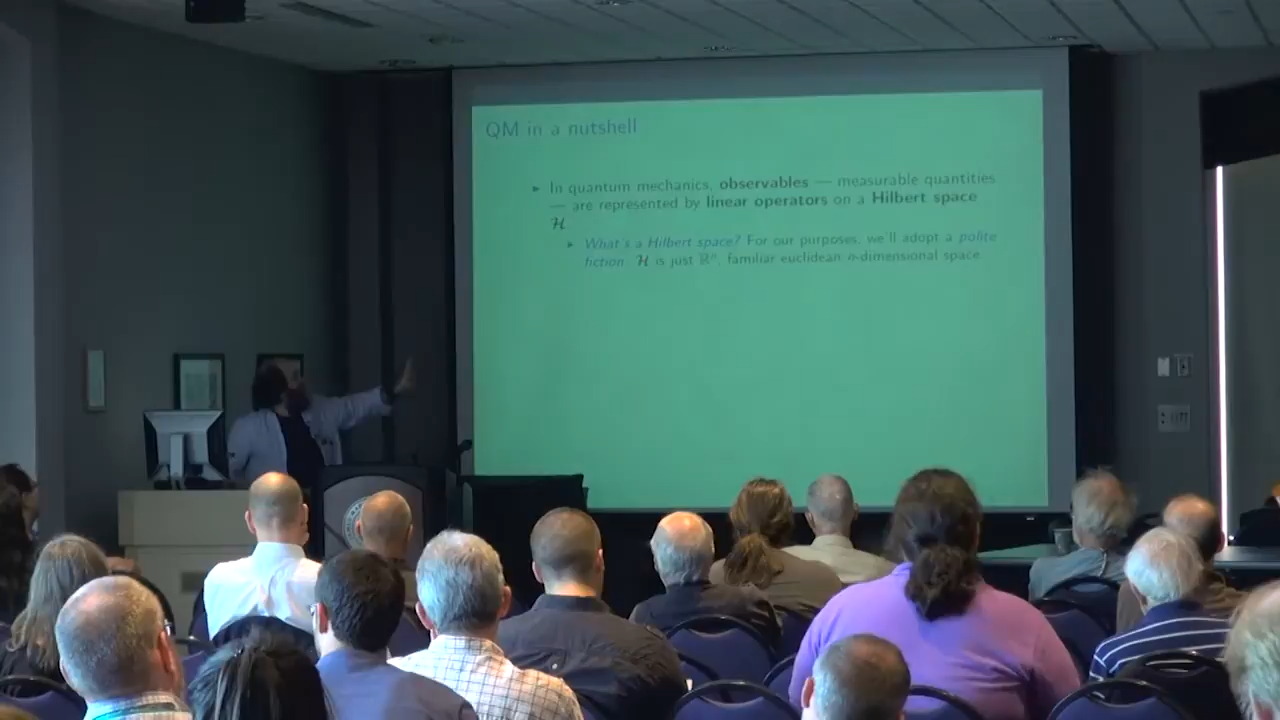 QM in a nutshell
► In quantum mechanics, observables — measurable quantities
— are represented by linear operators on a Hilbert space
ℋ
► What's a Hilbert space? For our purposes, we'll adopt a polite
fiction: ℋ is just ℝⁿ, familiar euclidean n-dimensional space.